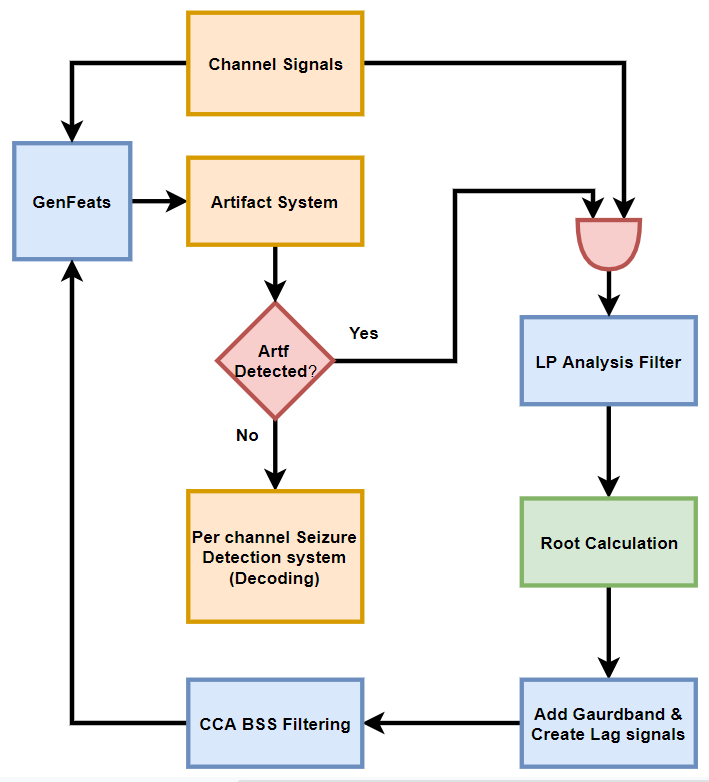 Channel Signals
GenFeats
Artifact System
Yes
Artf
Detected?
LP Analysis Filter
No
Per channel Seizure
Detection system
(Decoding)
Root Calculation
CCA BSS Filtering
Add Gaurdband &
Create Lag signals